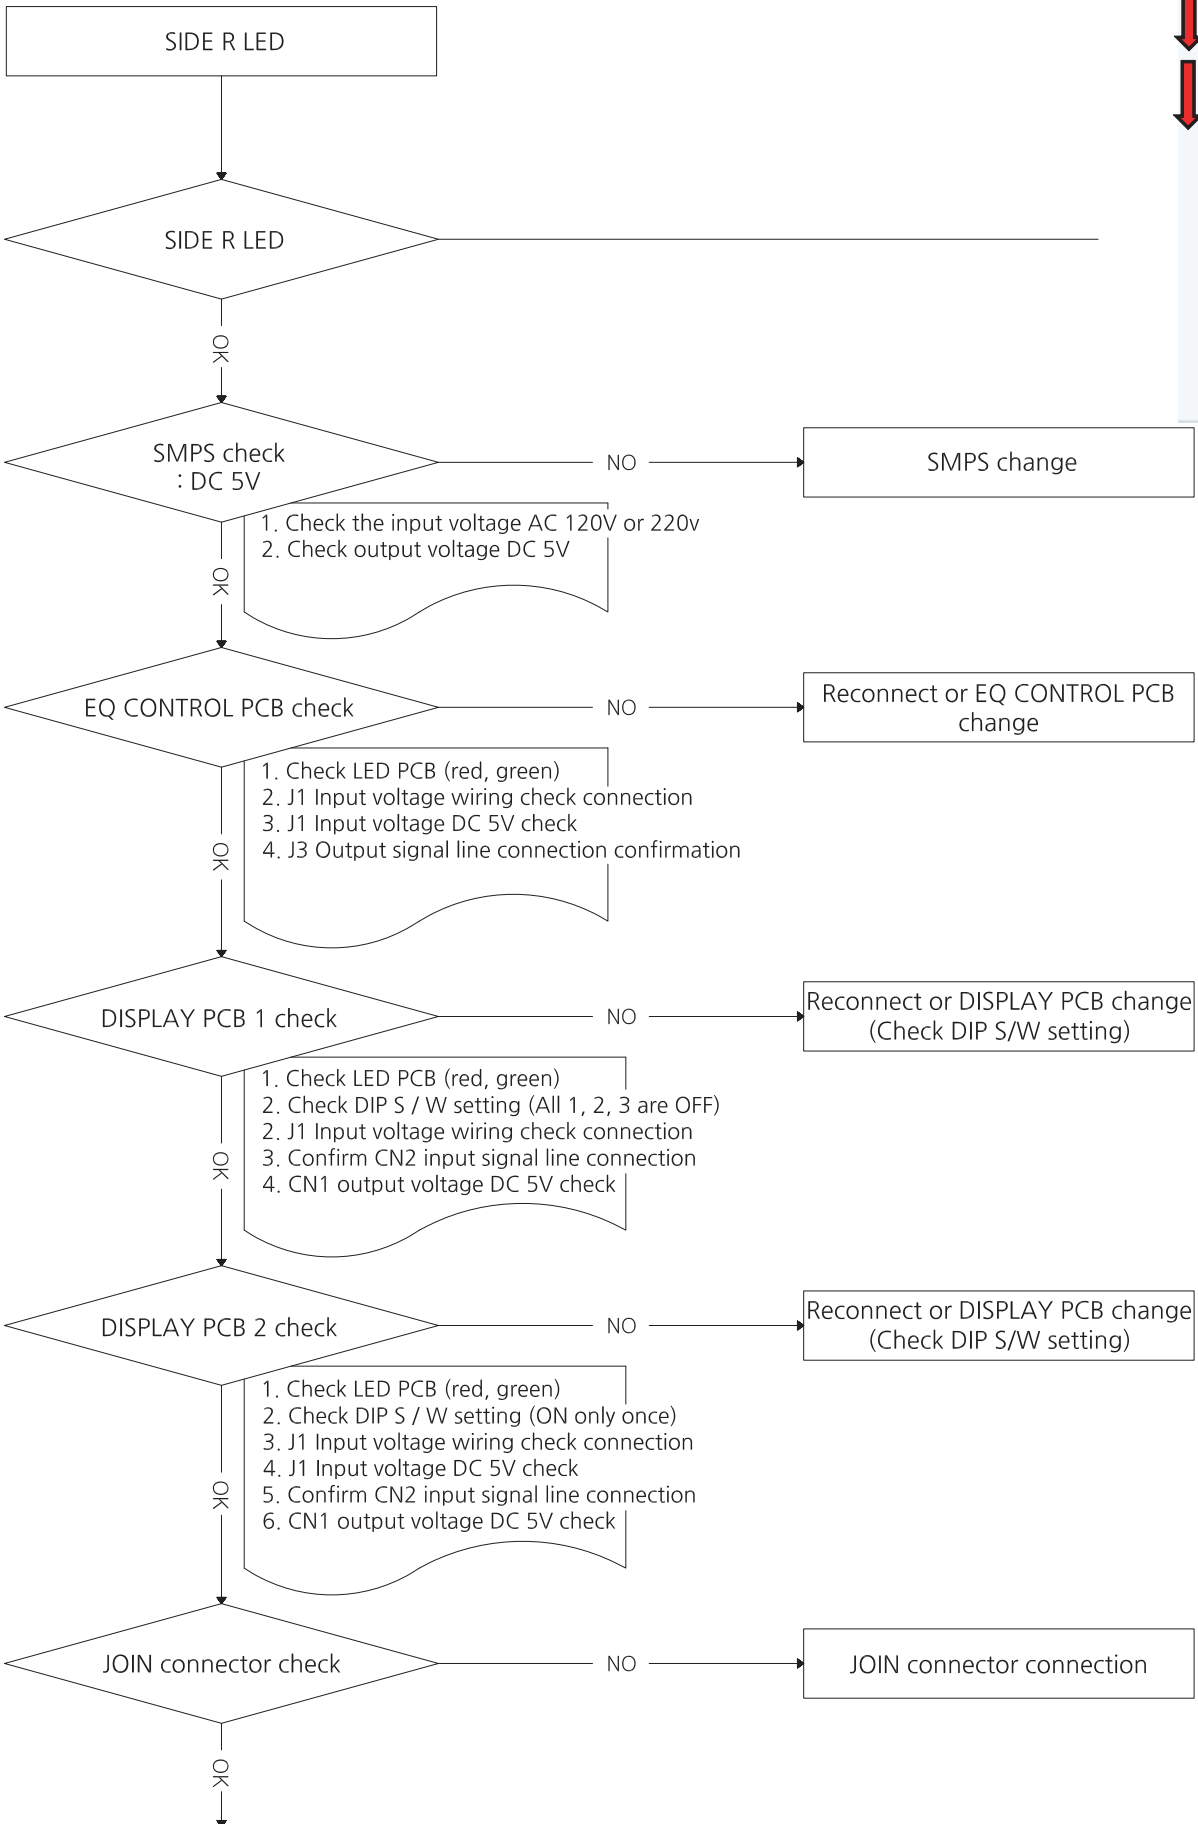 SIDE R LED
SIDE R LED
OK
SMPS check
: DC 5V
NO
SMPS change
1. Check the input voltage AC 120V or 220v
2. Check output voltage DC 5V
OK
EQ CONTROL PCB check
NO
Reconnect or EQ CONTROL PCB
change
1. Check LED PCB (red, green)
2. J1 Input voltage wiring check connection
3. J1 Input voltage DC 5V check
4. J3 Output signal line connection confirmation
OK
DISPLAY PCB 1 check
NO
Reconnect or DISPLAY PCB change
(Check DIP S/W setting)
1. Check LED PCB (red, green)
2. Check DIP S / W setting (All 1, 2, 3 are OFF)
2. J1 Input voltage wiring check connection
3. Confirm CN2 input signal line connection
4. CN1 output voltage DC 5V check
OK
DISPLAY PCB 2 check
NO
Reconnect or DISPLAY PCB change
(Check DIP S/W setting)
1. Check LED PCB (red, green)
2. Check DIP S / W setting (ON only once)
3. J1 Input voltage wiring check connection
4. J1 Input voltage DC 5V check
5. Confirm CN2 input signal line connection
6. CN1 output voltage DC 5V check
OK
JOIN connector check
NO
JOIN connector connection
OK